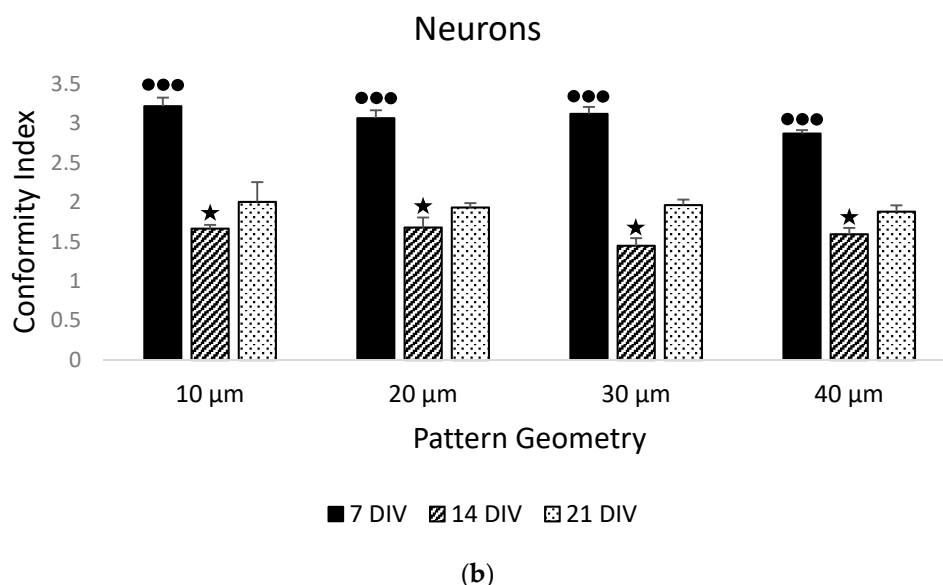 Neurons
Conformity Index
3.5
3
2.5
2
1.5
1
0.5
0
10 µm 20 µm 30 µm 40 µm
Pattern Geometry
7 DIV 14 DIV 21 DIV
(b)